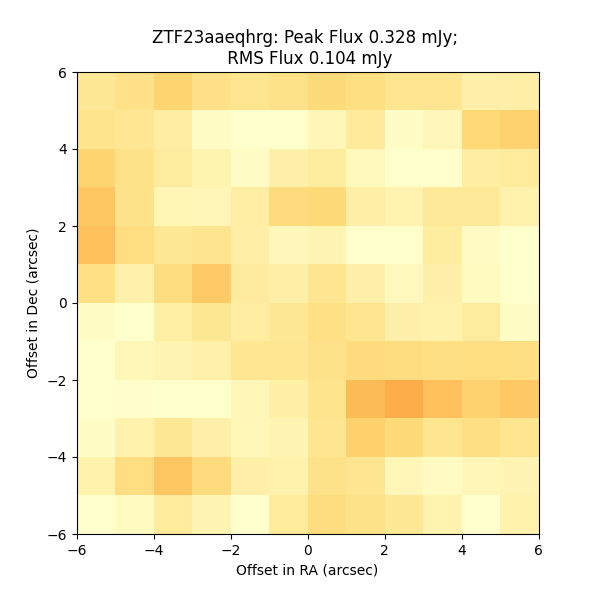 ZTF23aaeqhrg: Peak Flux 0.328 mJy;
RMS Flux 0.104 mJy
6
4
2
0
−2
−4
−6
Offset in Dec (arcsec)
−6 −4 −2 0 2 4 6
Offset in RA (arcsec)